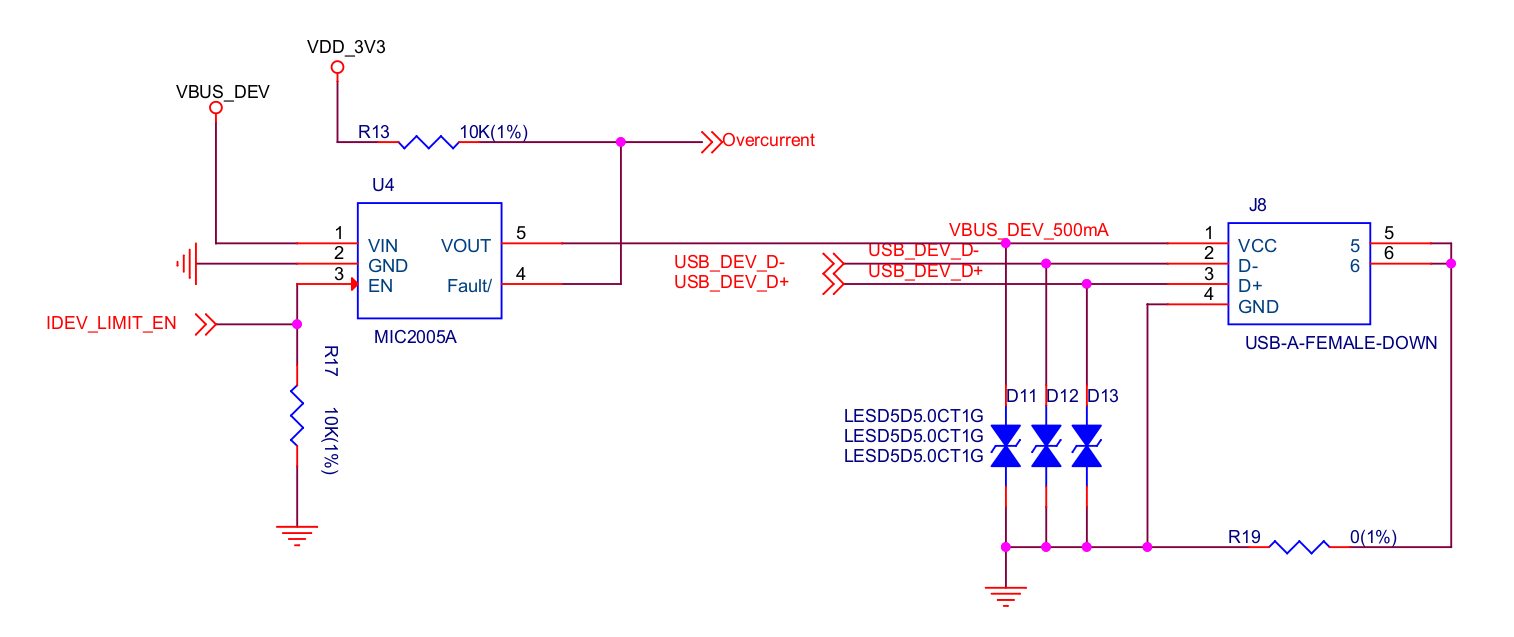 VDD_3V3
VBUS_DEV
R13 10K(1%)
Overcurrent
U4
1 VIN VOUT 5
2 GND
3 EN Fault/ 4
MIC2005A
IDEV_LIMIT_EN
R17 10K(1%)
J8
VBUS_DEV_500mA
1 VCC 5 5
USB_DEV_D- USB_DEV_D- 2 D- 6 6
USB_DEV_D+ USB_DEV_D+ 3 D+
4 GND
USB-A-FEMALE-DOWN
D11 D12 D13
LESD5D5.0CT1G
LESD5D5.0CT1G
LESD5D5.0CT1G
R19 0(1%)